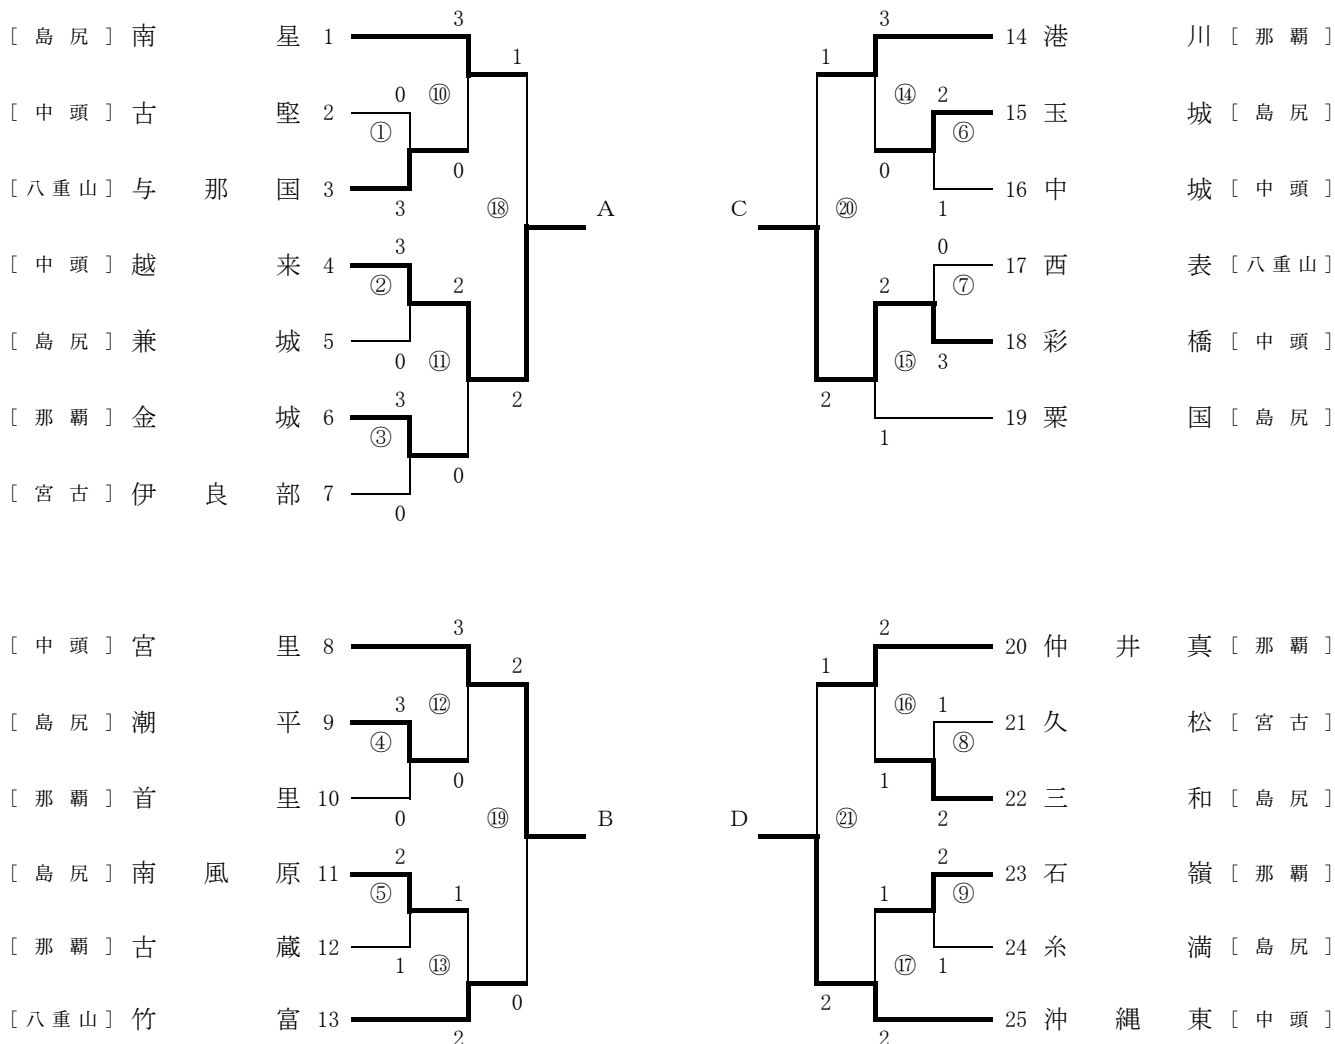 3 3
[ 島 尻 ] 南 星 1 14 港 川 [ 那 覇 ]
1 1
0 ⑩ ⑭ 2
[ 中 頭 ] 古 堅 2 15 玉 城 [ 島 尻 ]
① ⑥
0 0
[ 八 重 山 ] 与 那 国 3 16 中 城 [ 中 頭 ]
3 ⑱ A C ⑳ 1
3 0
[ 中 頭 ] 越 来 4 17 西 表 [ 八 重 山 ]
② 2 2 ⑦
[ 島 尻 ] 兼 城 5 18 彩 橋 [ 中 頭 ]
0 ⑪ ⑮ 3
3 2 2
[ 那 覇 ] 金 城 6 19 粟 国 [ 島 尻 ]
③ 1
0
[ 宮 古 ] 伊 良 部 7
0
3 2
[ 中 頭 ] 宮 里 8 20 仲 井 真 [ 那 覇 ]
2 1
3 ⑫ ⑯ 1
[ 島 尻 ] 潮 平 9 21 久 松 [ 宮 古 ]
④ ⑧
0 1
[ 那 覇 ] 首 里 10 22 三 和 [ 島 尻 ]
0 ⑲ B D ㉑ 2
2 2
[ 島 尻 ] 南 風 原 11 23 石 嶺 [ 那 覇 ]
⑤ 1 1 ⑨
[ 那 覇 ] 古 蔵 12 24 糸 満 [ 島 尻 ]
1 ⑬ ⑰ 1
0 2
[ 八 重 山 ] 竹 富 13 25 沖 縄 東 [ 中 頭 ]
2 2